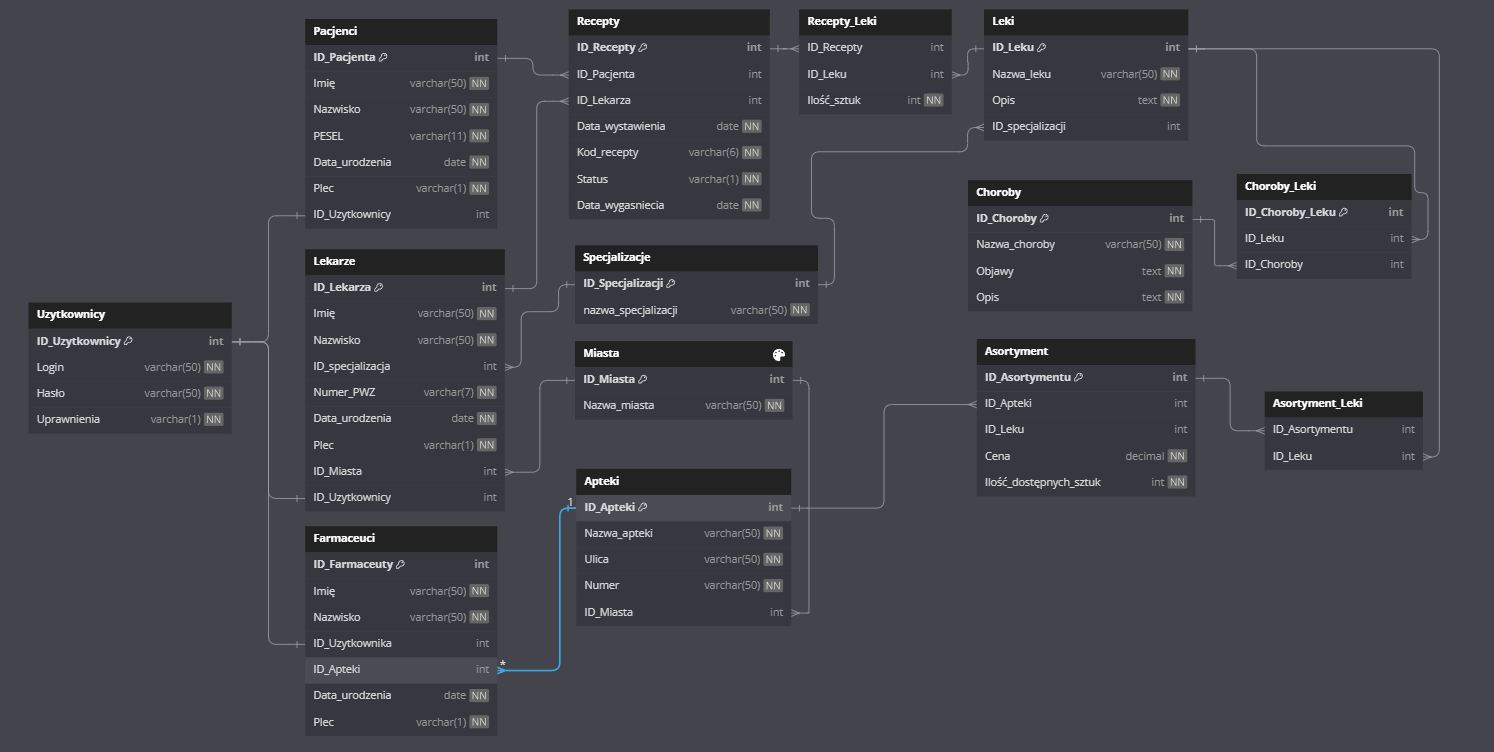 Pacjenci
ID_Pacjenta int
Imię varchar(50) NN
Nazwisko varchar(50) NN
PESEL varchar(11) NN
Data_urodzenia date NN
Plec varchar(1) NN
ID_Uzytkownicy int
Recepty
ID_Recepty int
ID_Pacjenta int
ID_Lekarza int
Data_wystawienia date NN
Kod_recepty varchar(6) NN
Status varchar(1) NN
Data_wygasniecia date NN
Recepty_Leki
ID_Recepty int
ID_Leku int
Ilość_sztuk int NN
Leki
ID_Leku int
Nazwa_leku varchar(50) NN
Opis text NN
ID_specjalizacji int
Choroby
ID_Choroby int
Nazwa_choroby varchar(50) NN
Objawy text NN
Opis text NN
Choroby_Leki
ID_Choroby_Leku int
ID_Leku int
ID_Choroby int
Lekarze
ID_Lekarza int
Imię varchar(50) NN
Nazwisko varchar(50) NN
ID_specjalizacja int
Numer_PWZ varchar(7) NN
Data_urodzenia date NN
Plec varchar(1) NN
ID_Miasta int
ID_Uzytkownicy int
Specjalizacje
ID_Specjalizacji int
nazwa_specjalizacji varchar(50) NN
Uzytkownicy
ID_Uzytkownicy int
Login varchar(50) NN
Hasło varchar(50) NN
Uprawnienia varchar(1) NN
Miasta
ID_Miasta int
Nazwa_miasta varchar(50) NN
Asortyment
ID_Asortymentu int
ID_Apteki int
ID_Leku int
Cena decimal NN
Ilość_dostępnych_sztuk int NN
Asortyment_Leki
ID_Asortymentu int
ID_Leku int
Apteki
1
ID_Apteki int
Nazwa_apteki varchar(50) NN
Ulica varchar(50) NN
Numer varchar(50) NN
ID_Miasta int
Farmaceuci
ID_Farmaceuty int
Imię varchar(50) NN
Nazwisko varchar(50) NN
ID_Uzytkownika int
ID_Apteki int *
Data_urodzenia date NN
Plec varchar(1) NN